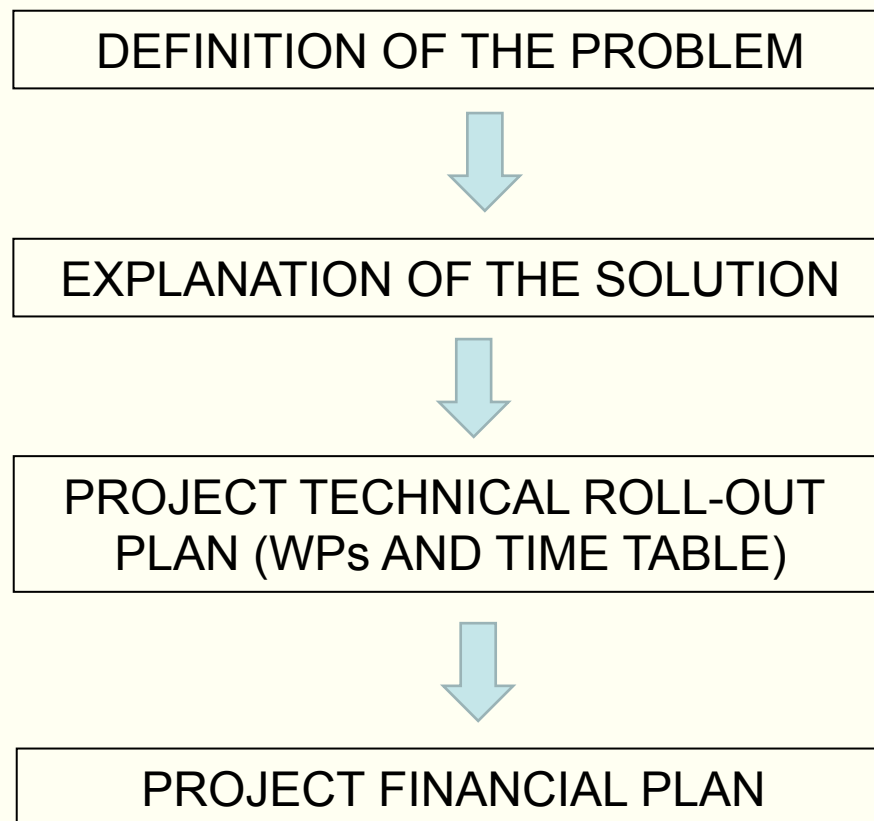 DEFINITION OF THE PROBLEM
EXPLANATION OF THE SOLUTION
PROJECT TECHNICAL ROLL-OUT
PLAN (WPs AND TIME TABLE)
PROJECT FINANCIAL PLAN